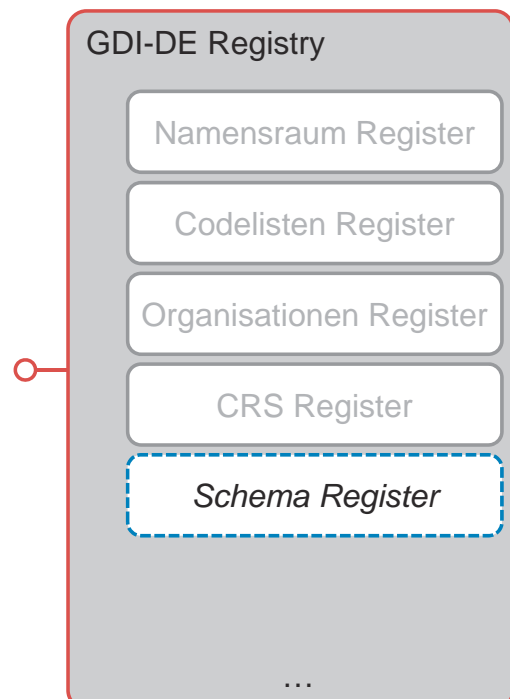 GDI-DE Registry
Namensraum Register
Codelisten Register
Organisationen Register
CRS Register
Schema Register
...